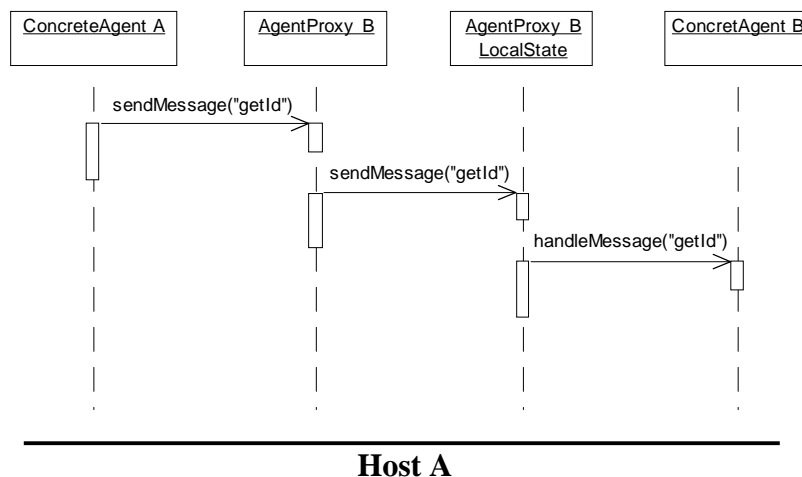 ConcreteAgent A
AgentProxy B
AgentProxy B
LocalState
ConcretAgent B
sendMessage("getId")
sendMessage("getId")
handleMessage("getId")
Host A